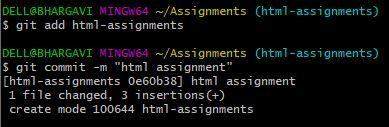 DELL@BHARGAVI MINGW64 ~/Assignments (html-assignments)
$ git add html-assignments
DELL@BHARGAVI MINGW64 ~/Assignments (html-assignments)
$ git commit -m "html assignment"
[html-assignments 0e60b38] html assignment
 1 file changed, 3 insertions(+)
 create mode 100644 html-assignments